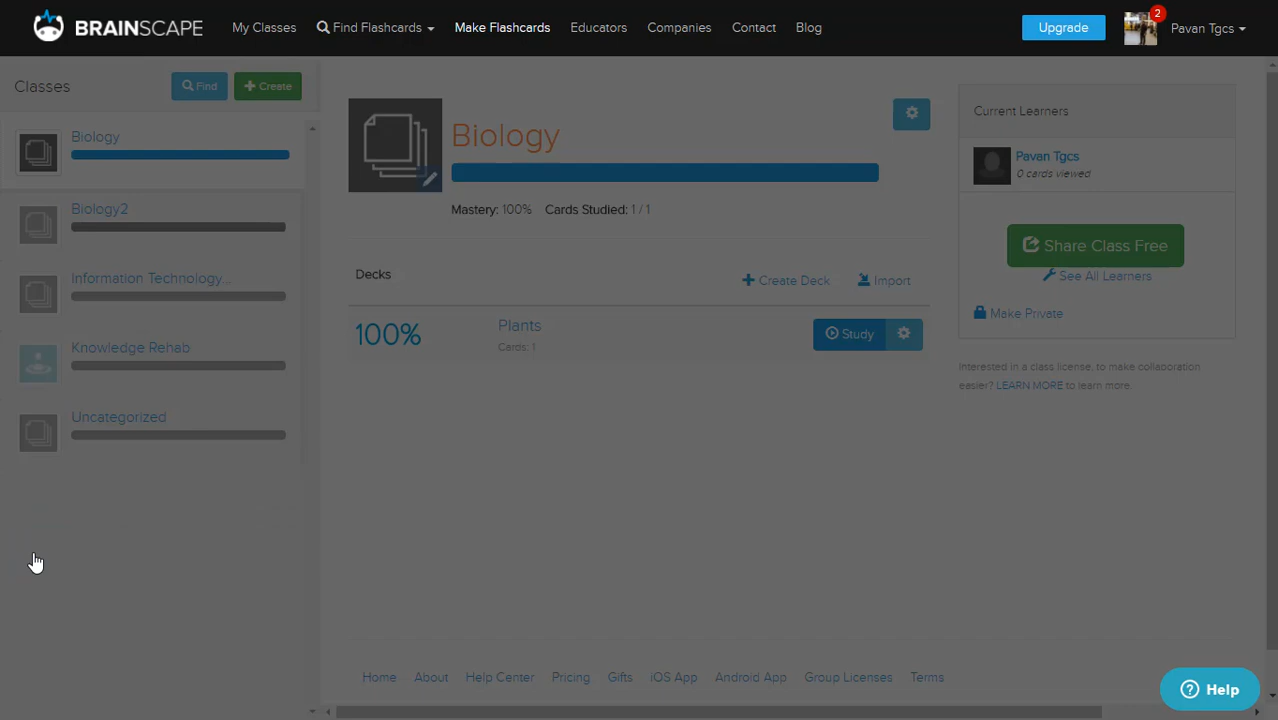 BRAINSCAPE My Classes Find Flashcards Make Flashcards Educators Companies Contact Blog Upgrade 2 Pavan Tgcs
Classes Find Create
Biology
Biology2
Information Technology...
Knowledge Rehab
Uncategorized
Biology
Mastery: 100% Cards Studied: 1 / 1
Decks Create Deck Import
100% Plants Study
Cards: 1
Current Learners
Pavan Tgcs
0 cards viewed
Share Class Free
See All Learners
Make Private
Interested in a class license, to make collaboration
easier? LEARN MORE to learn more.
Home About Help Center Pricing Gifts iOS App Android App Group Licenses Terms
Help